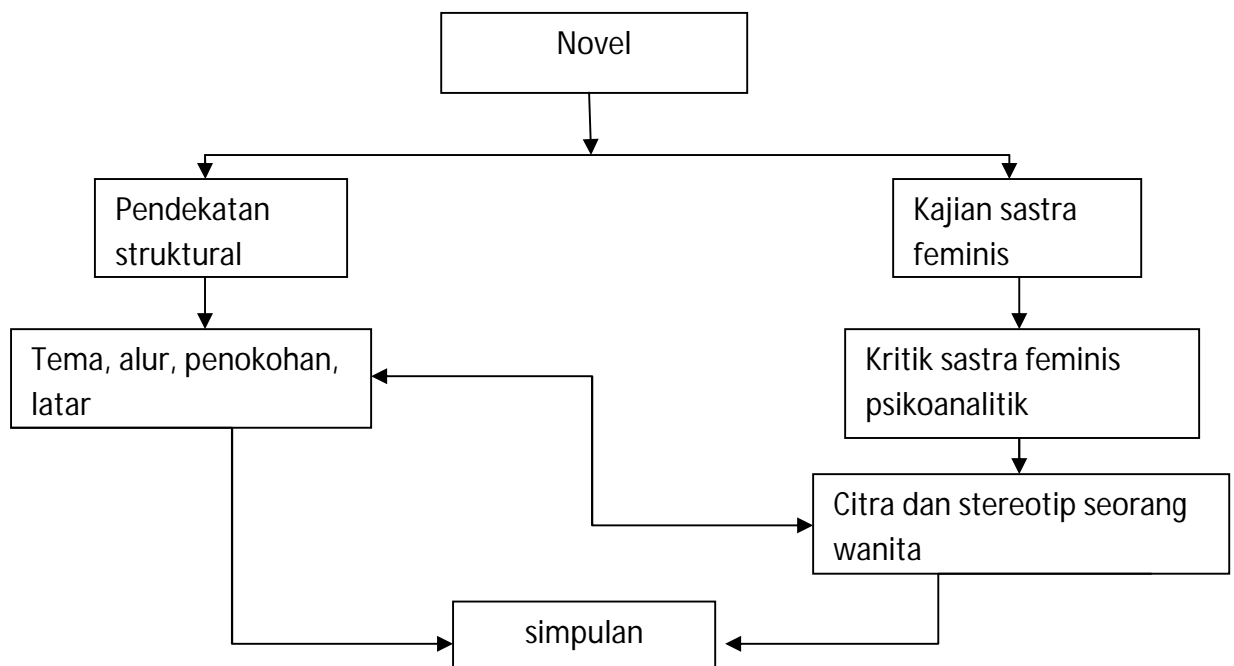 Novel
Pendekatan
struktural
Kajian sastra
feminis
Tema, alur, penokohan,
latar
Kritik sastra feminis
psikoanalitik
Citra dan stereotip seorang
wanita
simpulan